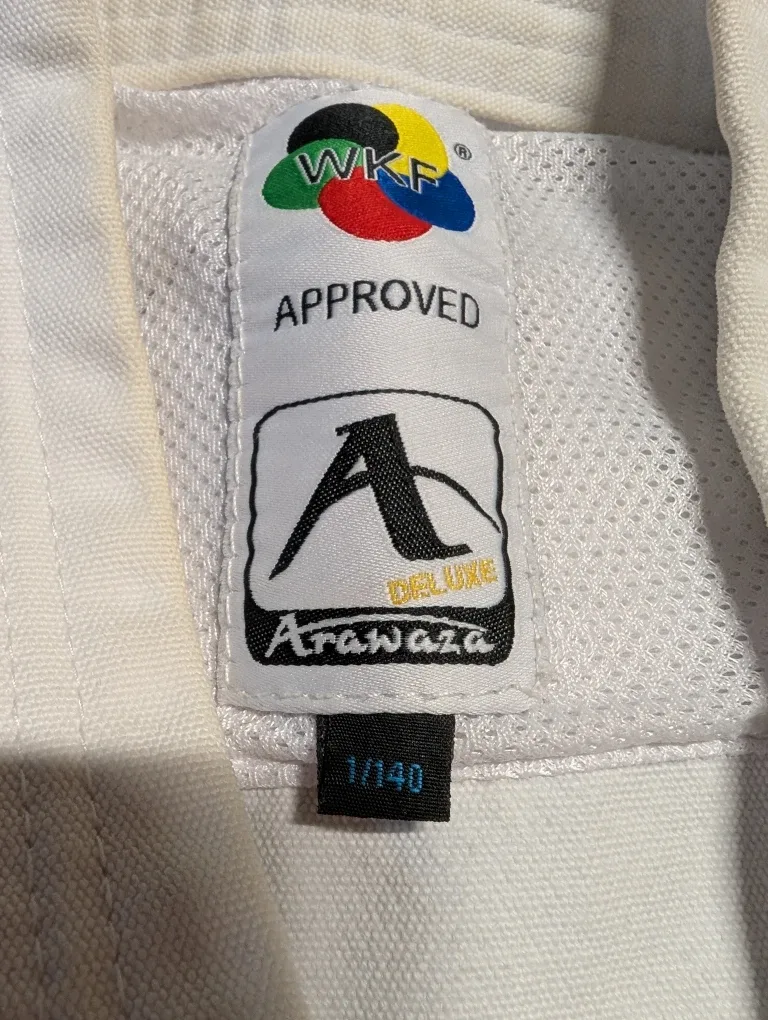 WKF®
APPROVED
DELUXE
Arawaza
1/140